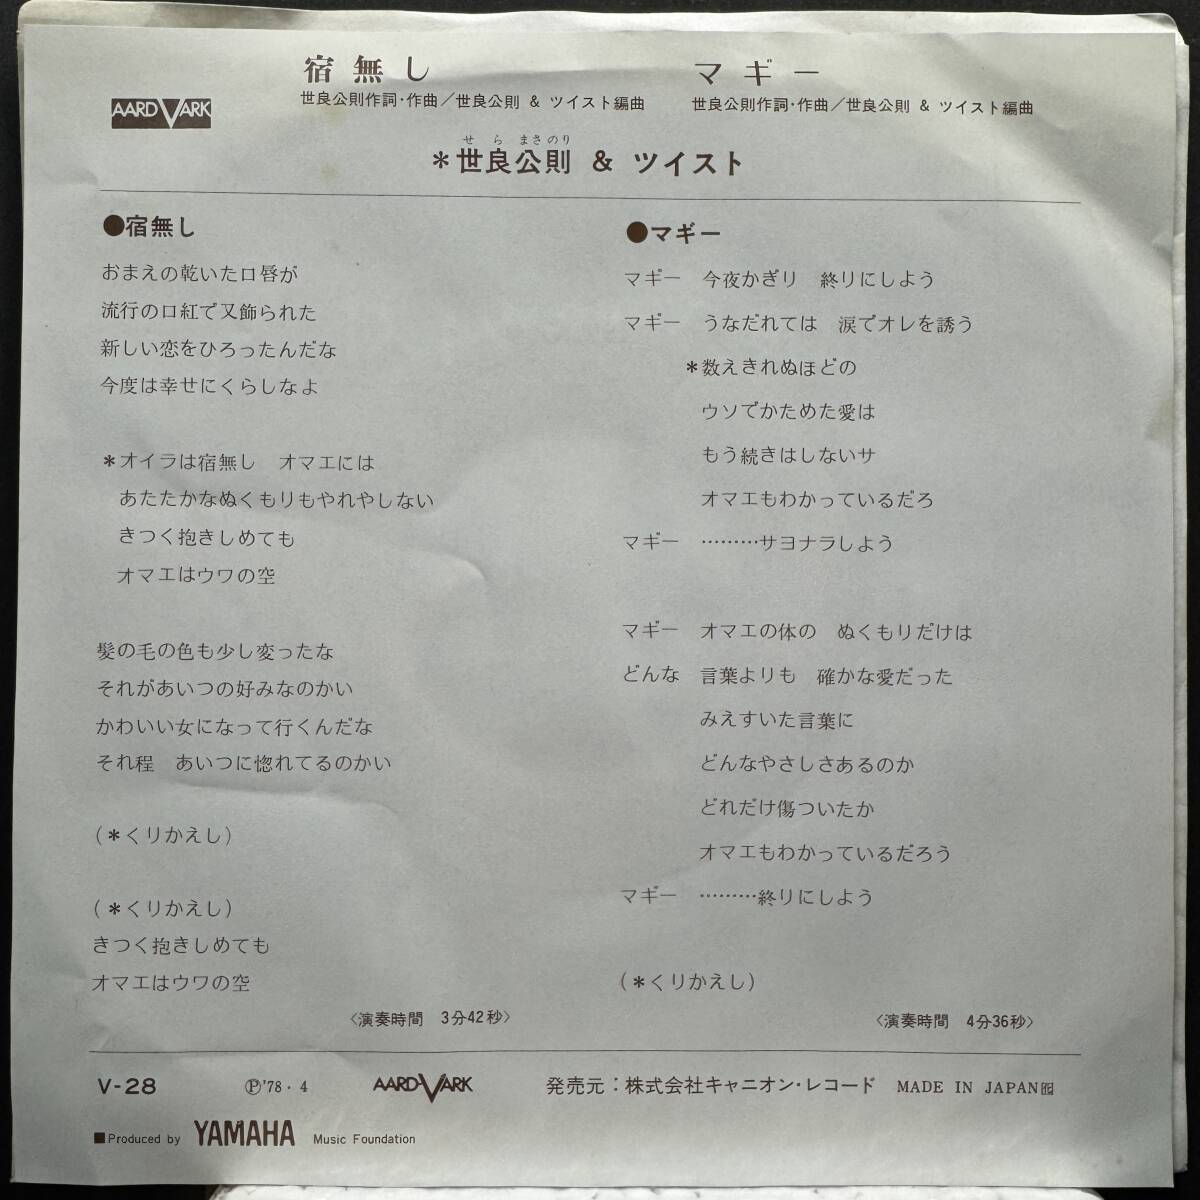 宿無し
世良公則作詞・作曲／世良公則 & ツイスト編曲
マギー
世良公則作詞・作曲／世良公則 & ツイスト編曲
AARDVARK
せら まさのり
＊世良公則 & ツイスト
●宿無し
おまえの乾いた口唇が
流行の口紅で又飾られた
新しい恋をひろったんだな
今度は幸せにくらしなよ
＊オイラは宿無し　オマエには
あたたかなぬくもりもやれやしない
きつく抱きしめても
オマエはウワの空
髪の毛の色も少し変ったな
それがあいつの好みなのかい
かわいい女になって行くんだな
それ程　あいつに惚れてるのかい
(＊くりかえし)
(＊くりかえし)
きつく抱きしめても
オマエはウワの空
〈演奏時間　3分42秒〉
●マギー
マギー　今夜かぎり　終りにしよう
マギー　うなだれては　涙でオレを誘う
＊数えきれぬほどの
ウソでかためた愛は
もう続きはしないサ
オマエもわかっているだろ
マギー　………サヨナラしよう
マギー　オマエの体の　ぬくもりだけは
どんな　言葉よりも　確かな愛だった
みえすいた言葉に
どんなやさしさあるのか
どれだけ傷ついたか
オマエもわかっているだろう
マギー　………終りにしよう
(＊くりかえし)
〈演奏時間　4分36秒〉
V-28　Ⓟ'78・4　AARDVARK　発売元：株式会社キャニオン・レコード　MADE IN JAPAN
■Produced by YAMAHA Music Foundation